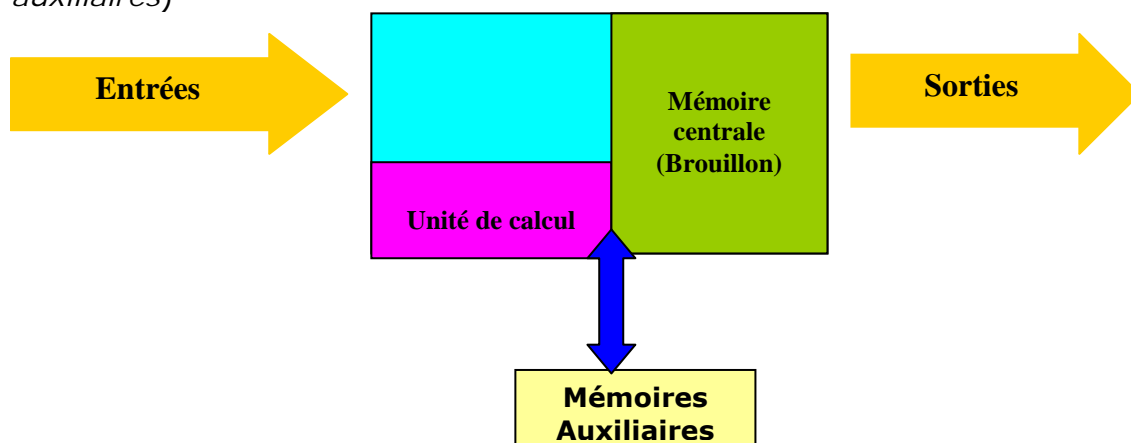 auxiliaires)
Entrées
Sorties
Mémoire
centrale
(Brouillon)
Unité de calcul
Mémoires
Auxiliaires